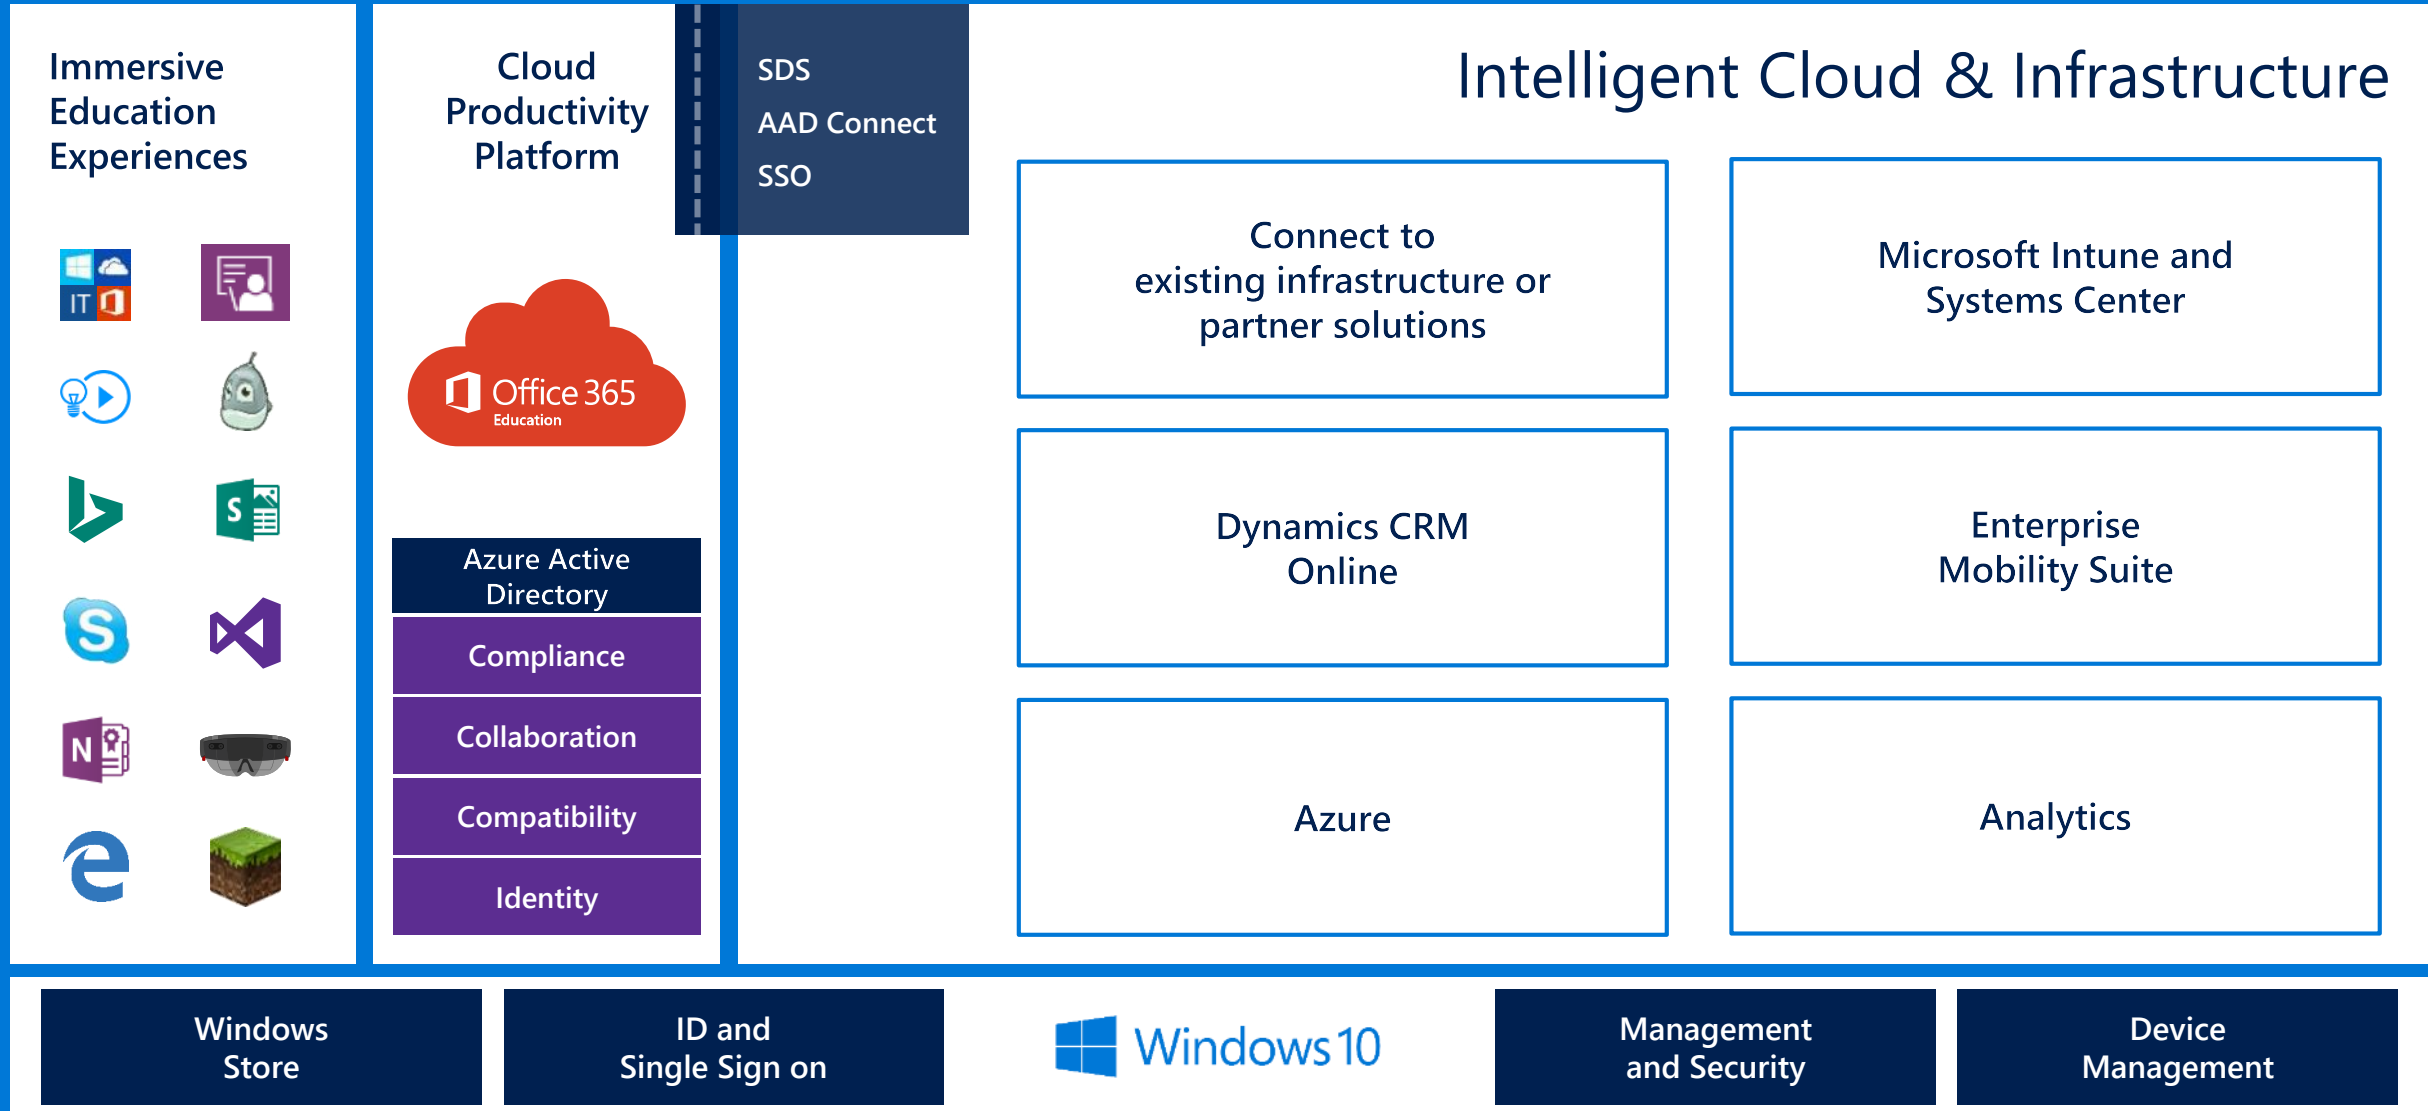 Immersive
Education
Experiences
IT
S
S
N
Cloud
Productivity
Platform
Office 365
Education
Azure Active
Directory
Compliance
Collaboration
Compatibility
Identity
SDS
AAD Connect
SSO
Intelligent Cloud & Infrastructure
Connect to
existing infrastructure or
partner solutions
Microsoft Intune and
Systems Center
Dynamics CRM
Online
Enterprise
Mobility Suite
Azure
Analytics
Windows
Store
ID and
Single Sign on
Windows 10
Management
and Security
Device
Management